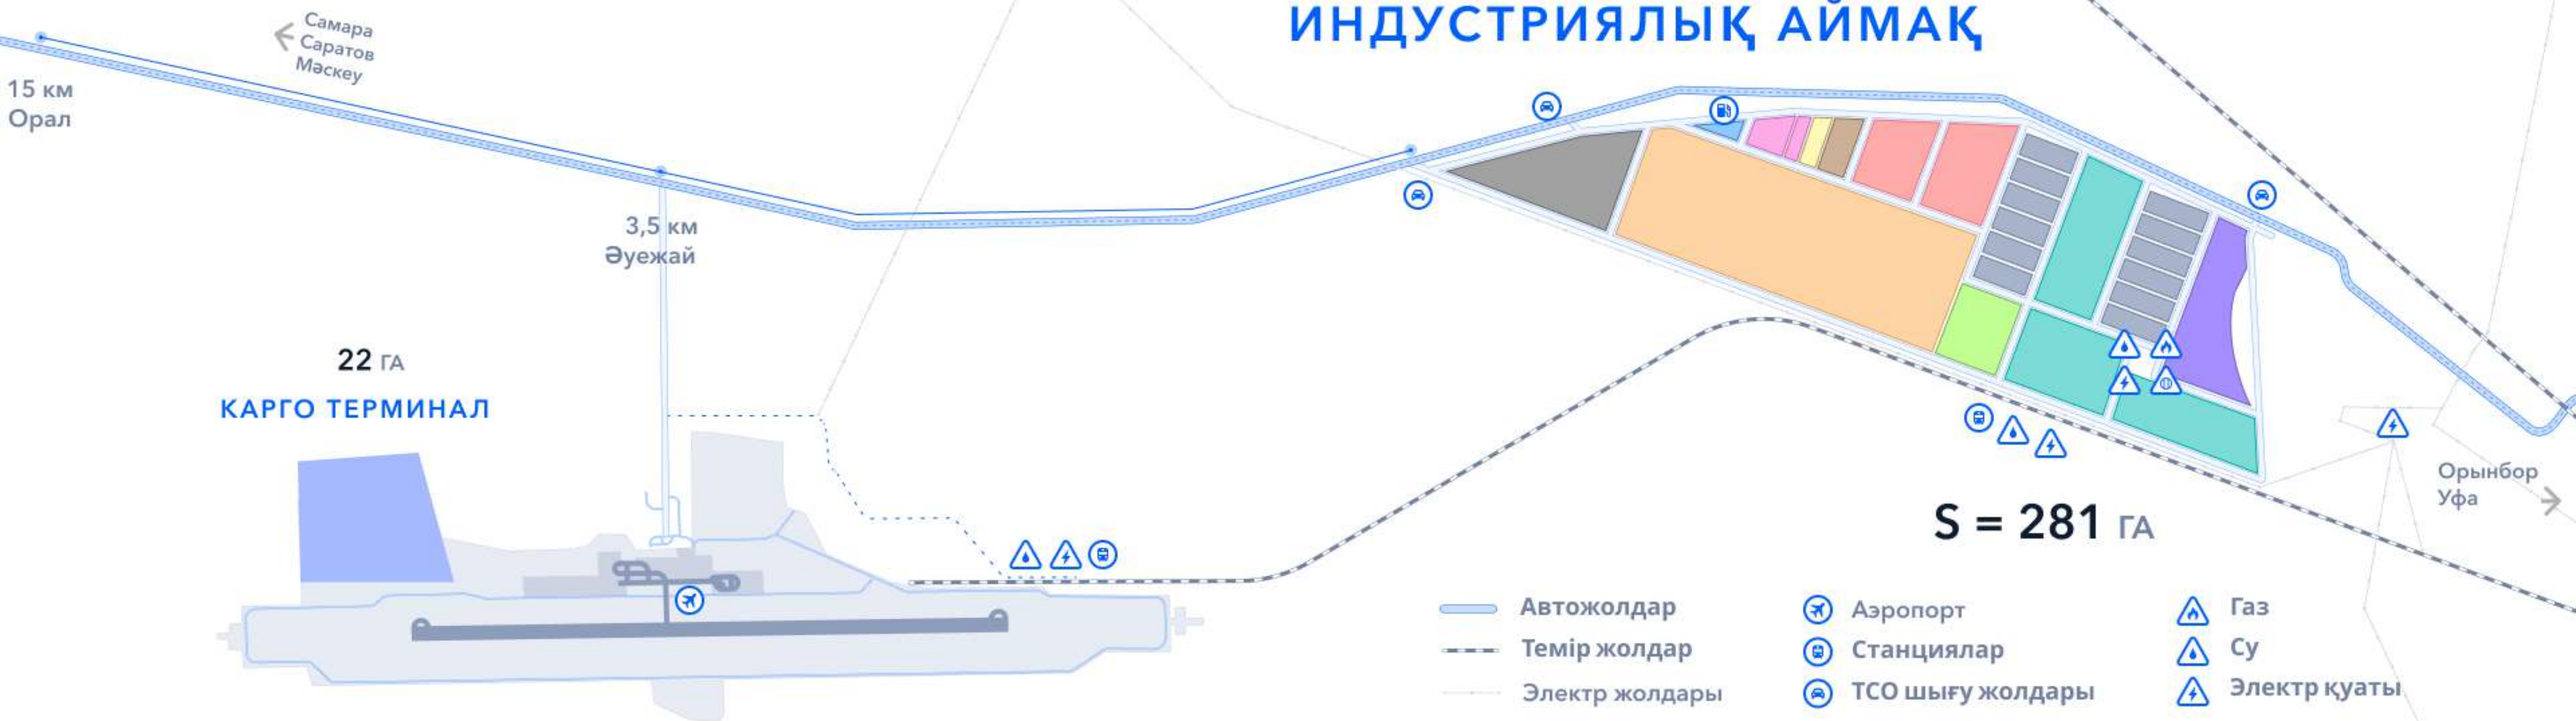 ИНДУСТРИЯЛЫҚ АЙМАҚ
Самара
Саратов
Мәскеу
15 км
Орал
3,5 км
Әуежай
22 ГА
КАРГО ТЕРМИНАЛ
Орынбор
Уфа
S = 281 ГА
Автожолдар
Темір жолдар
Электр жолдары
Аэропорт
Станциялар
ТСО шығу жолдары
Газ
Су
Электр қуаты